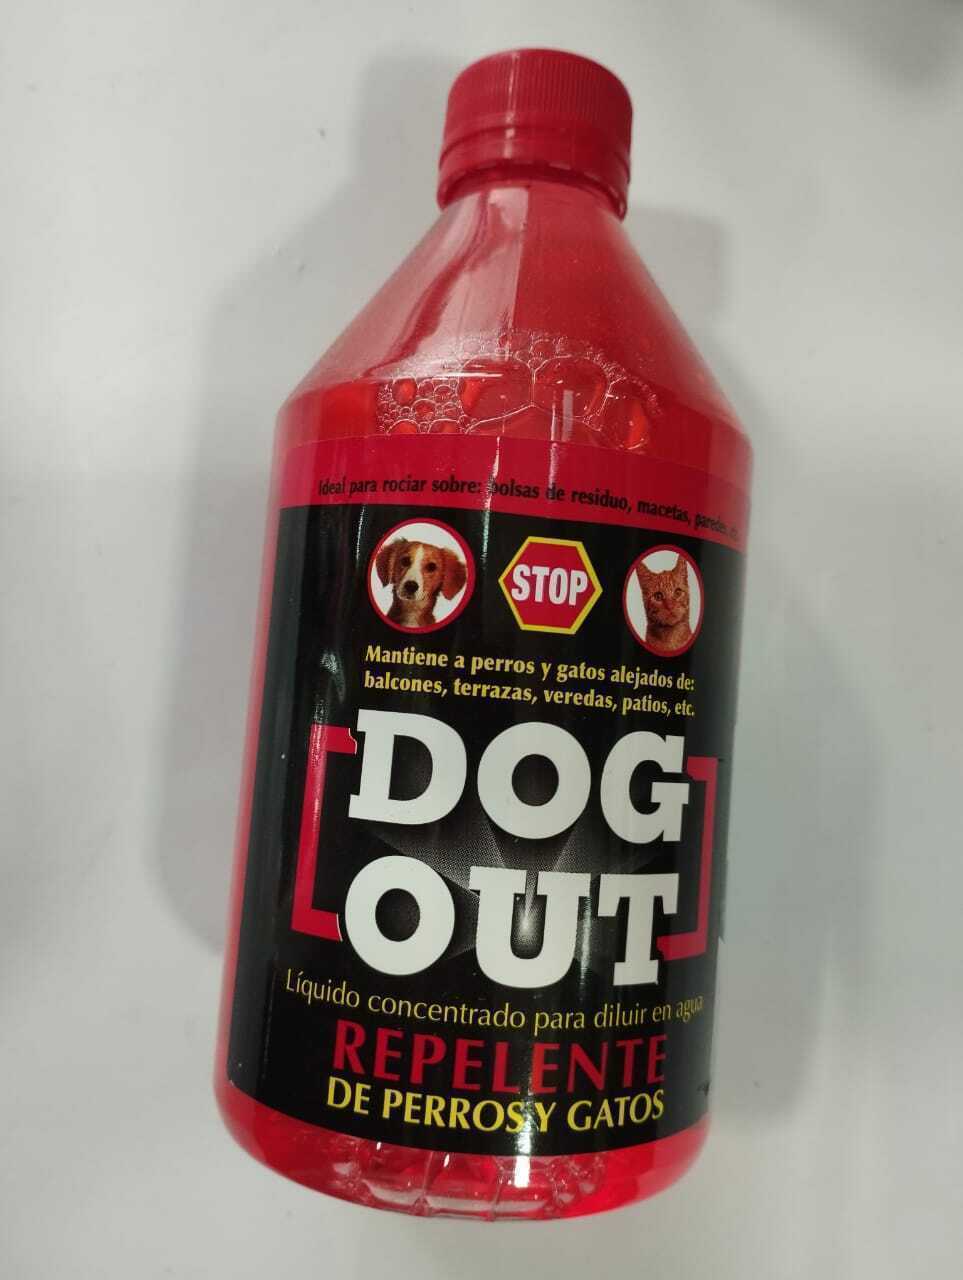 Ideal para rociar sobre: bolsas de residuo, macetas, paredes, etc.
STOP
Mantiene a perros y gatos alejados de:
balcones, terrazas, veredas, patios, etc.
DOG
OUT
Líquido concentrado para diluir en agua
REPELENTE
DE PERROS Y GATOS